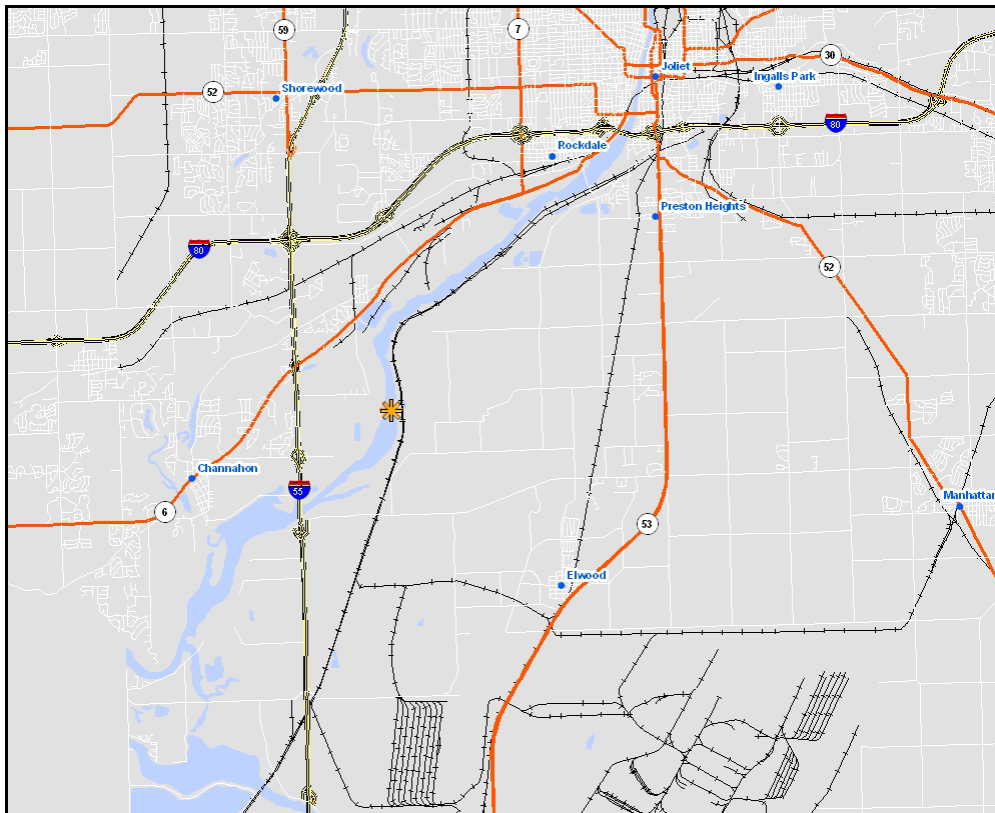 59
7
30
Joliet
Ingalls Park
52
Shorewood
80
Rockdale
Preston Heights
80
52
Channahon
55
Manhattan
6
53
Elwood